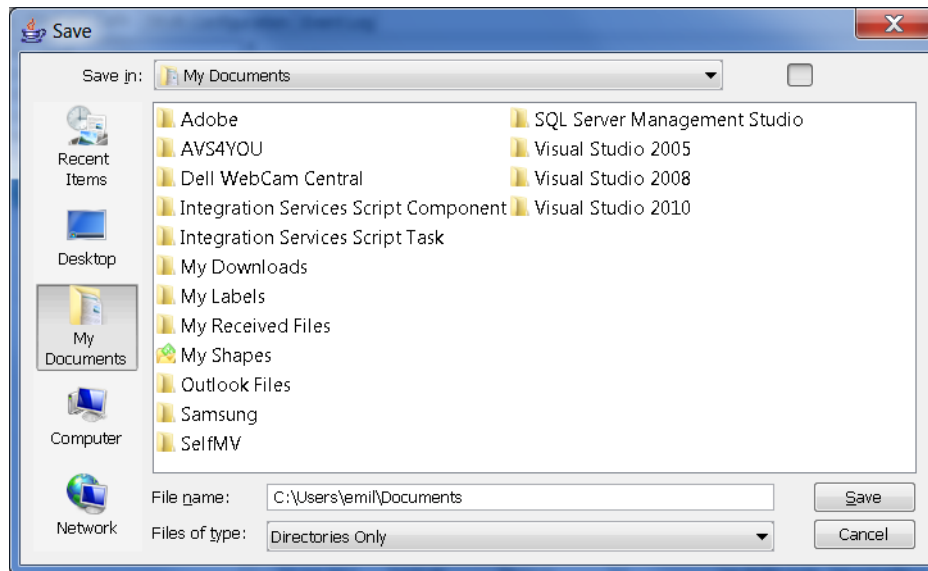 Save
X
Save in: My Documents
Recent Items
Desktop
My Documents
Computer
Network
Adobe
AVS4YOU
Dell WebCam Central
Integration Services Script Component
Integration Services Script Task
My Downloads
My Labels
My Received Files
My Shapes
Outlook Files
Samsung
SelfMV
SQL Server Management Studio
Visual Studio 2005
Visual Studio 2008
Visual Studio 2010
File name: C:\Users\emil\Documents
Save
Files of type: Directories Only
Cancel